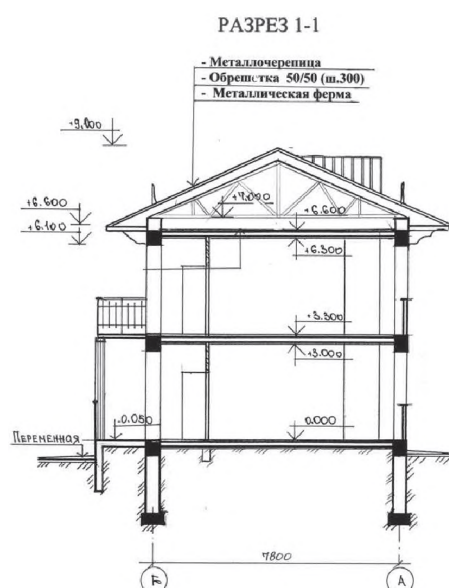 РАЗРЕЗ 1-1
- Металлочерепица
- Обрешетка 50/50 (ш.300)
- Металлическая ферма
+9.600
+7.000
+6.600
+6.600
+6.100
+6.300
+3.300
+3.000
-0.050
0.000
ПЕРЕМЕННАЯ
7800
Б
А